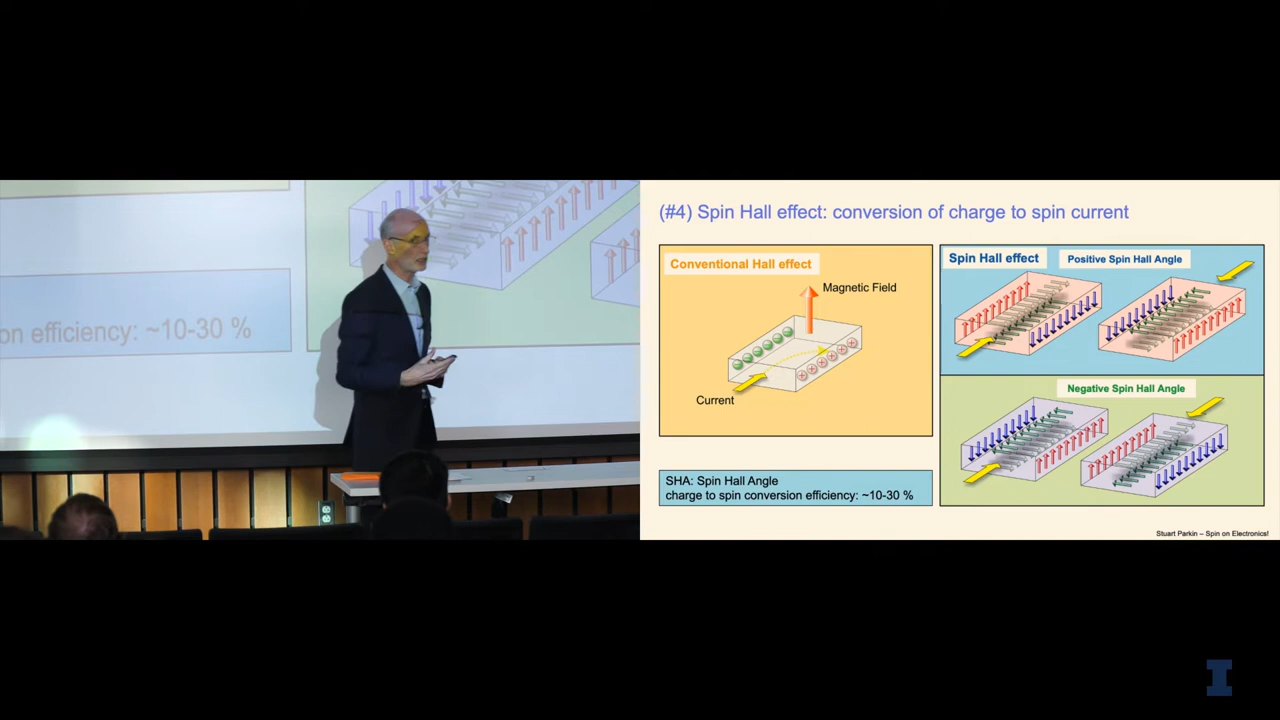 on efficiency: ~10-30 %
(#4) Spin Hall effect: conversion of charge to spin current
Conventional Hall effect
Magnetic Field
Current
SHA: Spin Hall Angle
charge to spin conversion efficiency: ~10-30 %
Spin Hall effect
Positive Spin Hall Angle
Negative Spin Hall Angle
Stuart Parkin – Spin on Electronics!
I